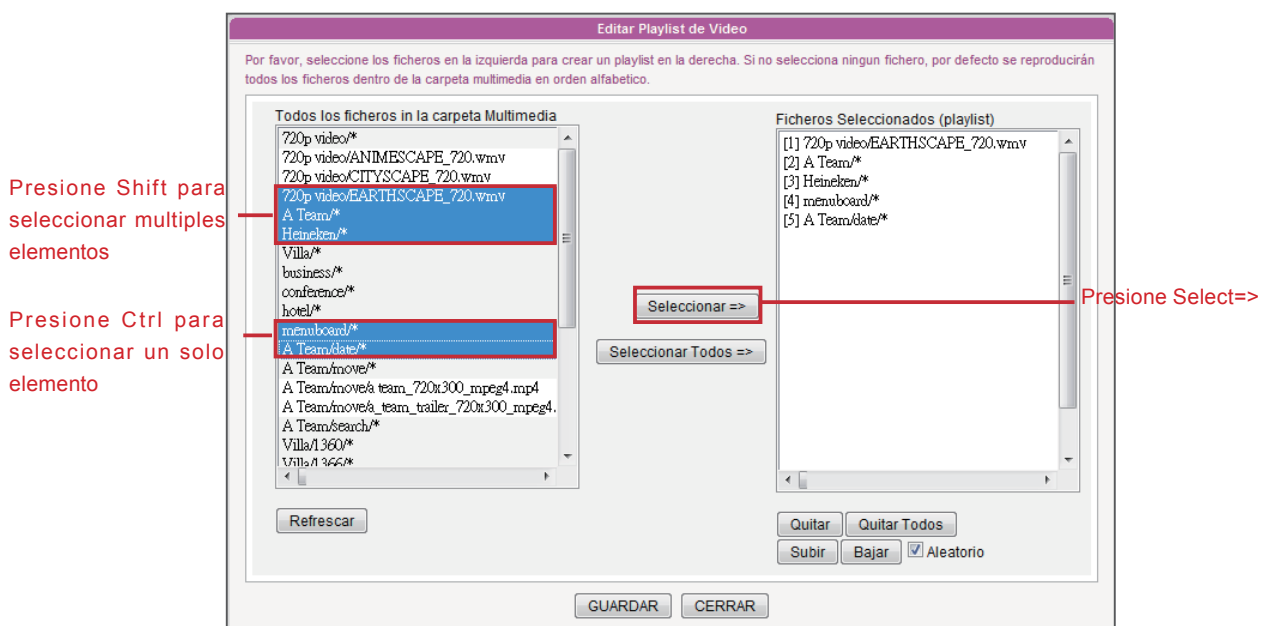 Editar Playlist de Video
Por favor, seleccione los ficheros en la izquierda para crear un playlist en la derecha. Si no selecciona ningun fichero, por defecto se reproducirán
todos los ficheros dentro de la carpeta multimedia en orden alfabetico.
Todos los ficheros in la carpeta Multimedia
720p video/*
720p video/ANIMESCAPE_720.wmv
720p video/CITYSCAPE_720.wmv
720p video/EARTHSCAPE_720.wmv
A Team/*
Heineken/*
Villa/*
business/*
conference/*
hotel/*
menuboard/*
A Team/date/*
A Team/move/*
A Team/move/a team_720x300_mpeg4.mp4
A Team/move/a_team_trailer_720x300_mpeg4.
A Team/search/*
Villa/1360/*
Villa/1366/*
Refrescar
Presione Shift para
seleccionar multiples
elementos
Presione Ctrl para
seleccionar un solo
elemento
Seleccionar =>
Seleccionar Todos =>
Presione Select=>
Ficheros Seleccionados (playlist)
[1] 720p video/EARTHSCAPE_720.wmv
[2] A Team/*
[3] Heineken/*
[4] menuboard/*
[5] A Team/date/*
Quitar Quitar Todos
Subir Bajar Aleatorio
GUARDAR CERRAR